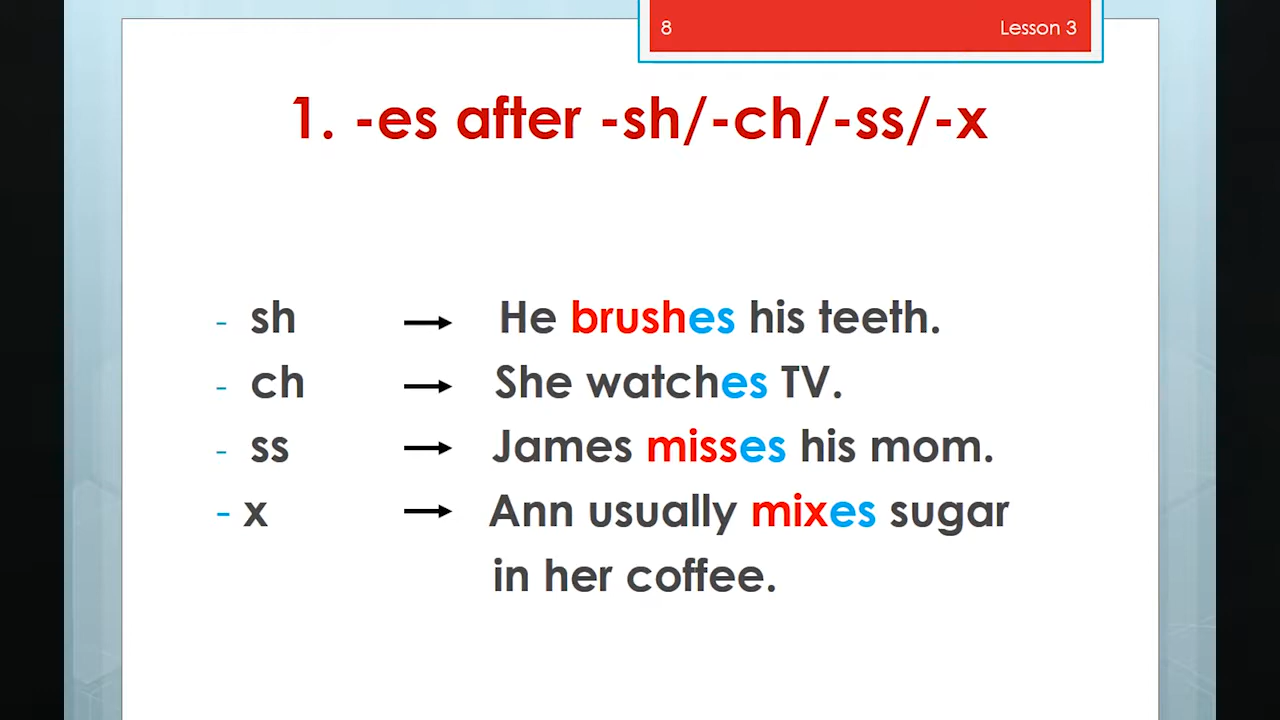 8 Lesson 3
1. -es after -sh/-ch/-ss/-x
- sh → He brushes his teeth.
- ch → She watches TV.
- ss → James misses his mom.
- x → Ann usually mixes sugar
in her coffee.